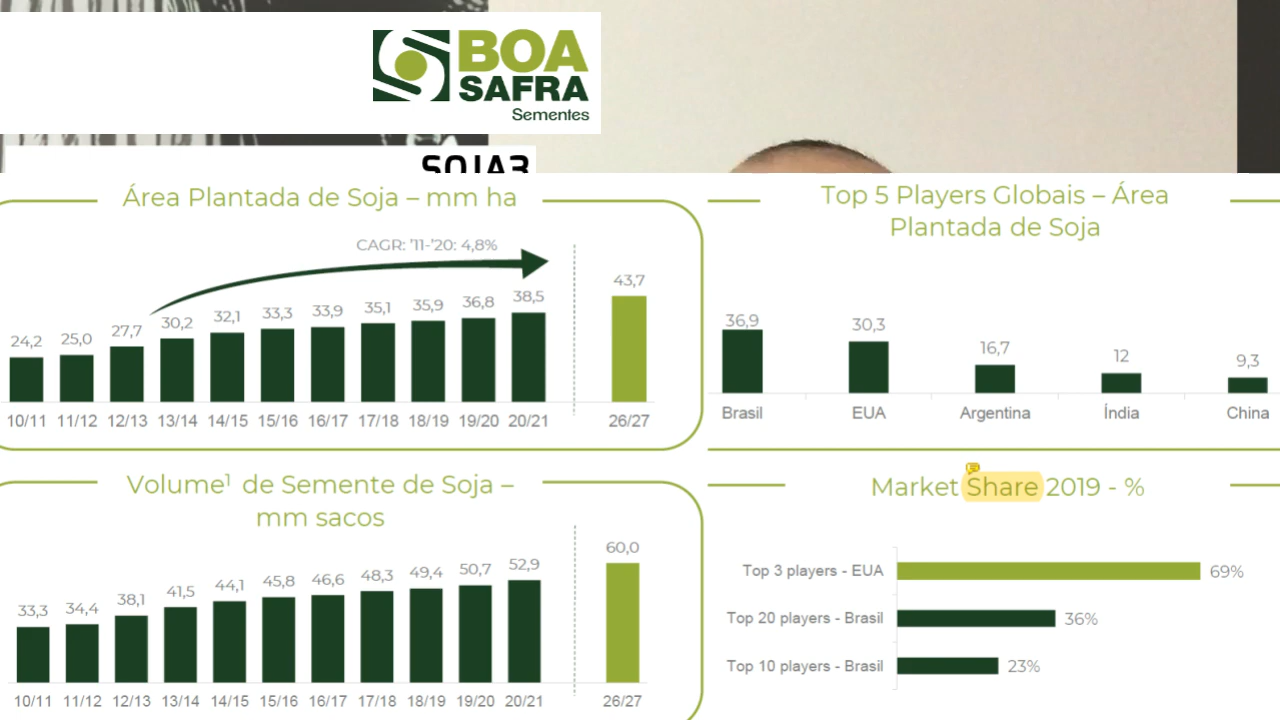 BOA
SAFRA
Sementes
SOJA3
Área Plantada de Soja – mm ha
CAGR: '11-'20: 4,8%
24,2 25,0 27,7 30,2 32,1 33,3 33,9 35,1 35,9 36,8 38,5 43,7
10/11 11/12 12/13 13/14 14/15 15/16 16/17 17/18 18/19 19/20 20/21 26/27
Top 5 Players Globais – Área
Plantada de Soja
36,9 30,3 16,7 12 9,3
Brasil EUA Argentina Índia China
Volume¹ de Semente de Soja –
mm sacos
33,3 34,4 38,1 41,5 44,1 45,8 46,6 48,3 49,4 50,7 52,9 60,0
10/11 11/12 12/13 13/14 14/15 15/16 16/17 17/18 18/19 19/20 20/21 26/27
Market Share 2019 - %
Top 3 players - EUA 69%
Top 20 players - Brasil 36%
Top 10 players - Brasil 23%